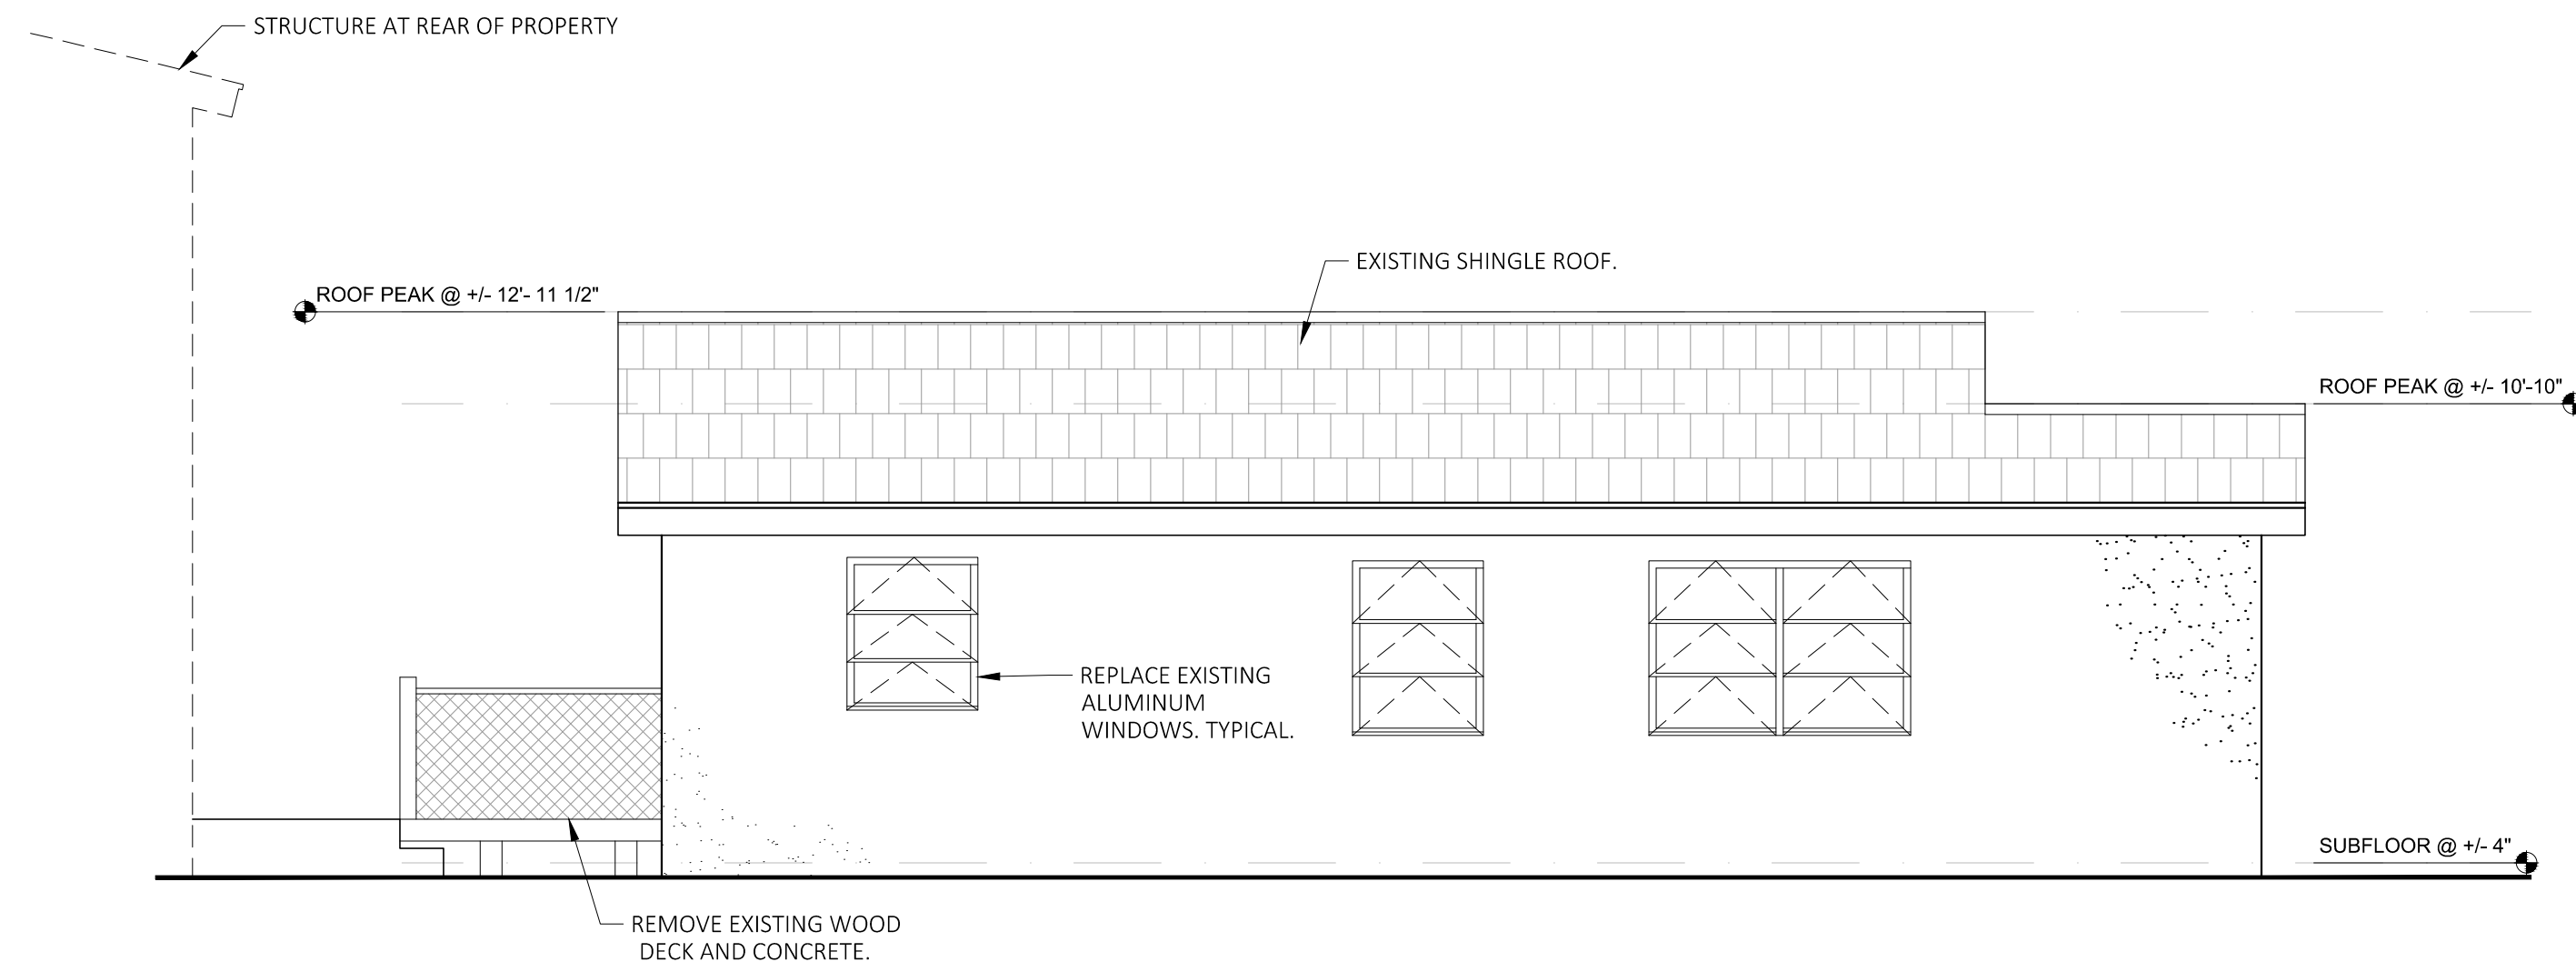 STRUCTURE AT REAR OF PROPERTY
EXISTING SHINGLE ROOF.
ROOF PEAK @ +/- 12'- 11 1/2"
ROOF PEAK @ +/- 10'-10"
REPLACE EXISTING
ALUMINUM
WINDOWS. TYPICAL.
SUBFLOOR @ +/- 4"
REMOVE EXISTING WOOD
DECK AND CONCRETE.